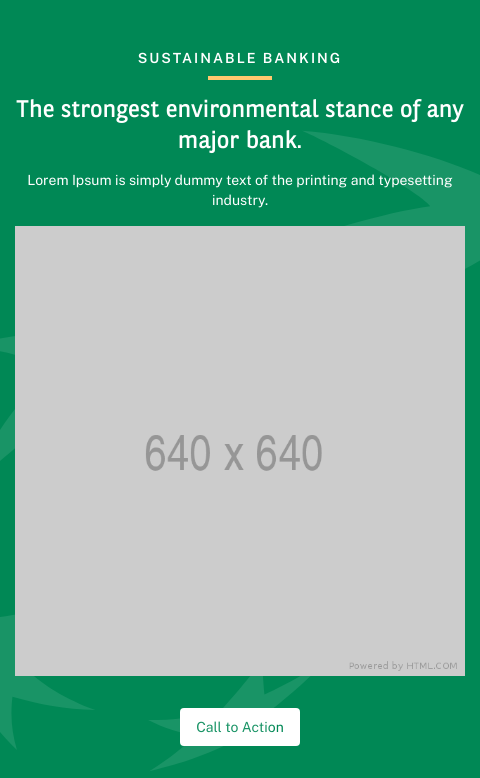 SUSTAINABLE BANKING
The strongest environmental stance of any
major bank.
Lorem Ipsum is simply dummy text of the printing and typesetting
industry.
640 x 640
Powered by HTML.COM
Call to Action